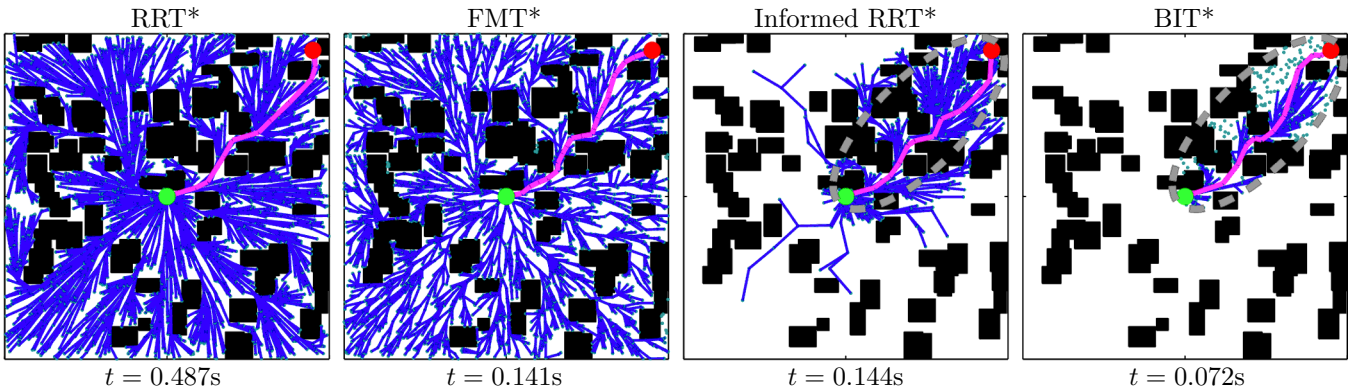 RRT* FMT* Informed RRT* BIT*
t = 0.487s t = 0.141s t = 0.144s t = 0.072s